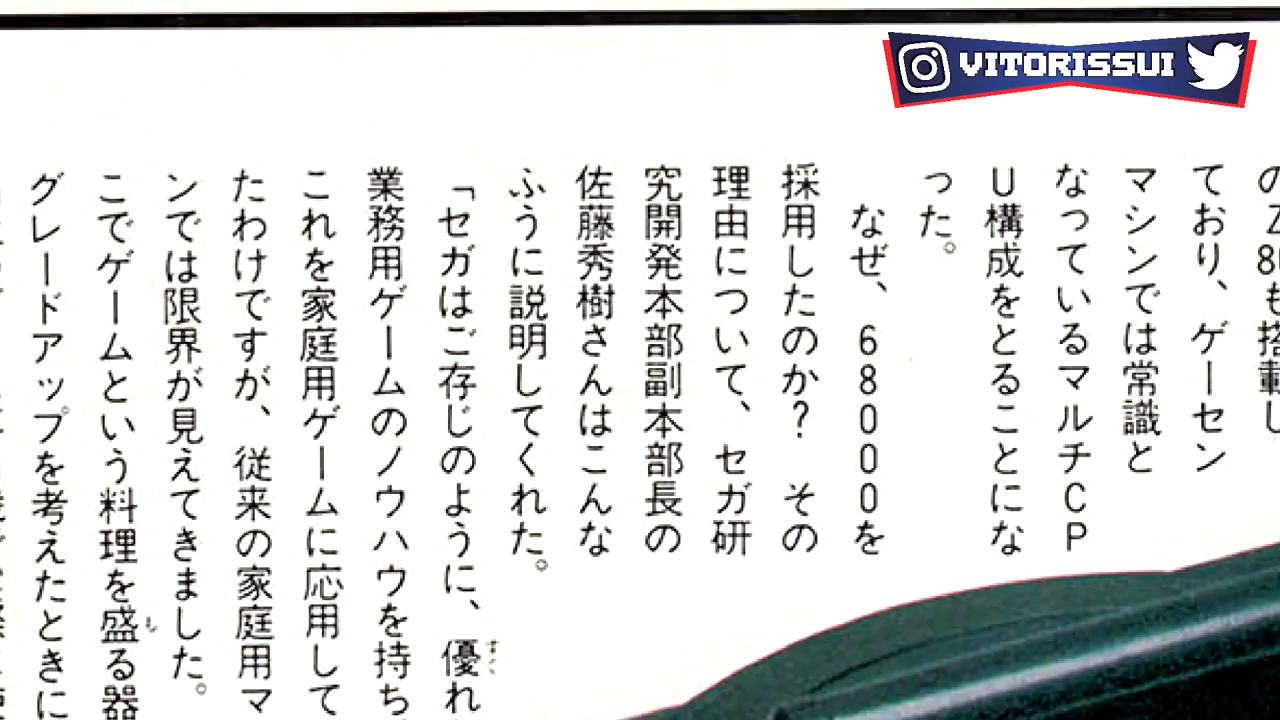 VITORISSUI
のZ80も搭載し
ており、ゲーセン
マシンでは常識と
なっているマルチCP
U構成をとることにな
った。
なぜ、68000を
採用したのか? その
理由について、セガ研
究開発本部副本部長の
佐藤秀樹さんはこんな
ふうに説明してくれた。
「セガはご存じのように、優れ
業務用ゲームのノウハウを持ち
これを家庭用ゲームに応用して
たわけですが、従来の家庭用マ
ンでは限界が見えてきました。
こでゲームという料理を盛る器
グレードアップを考えたときに